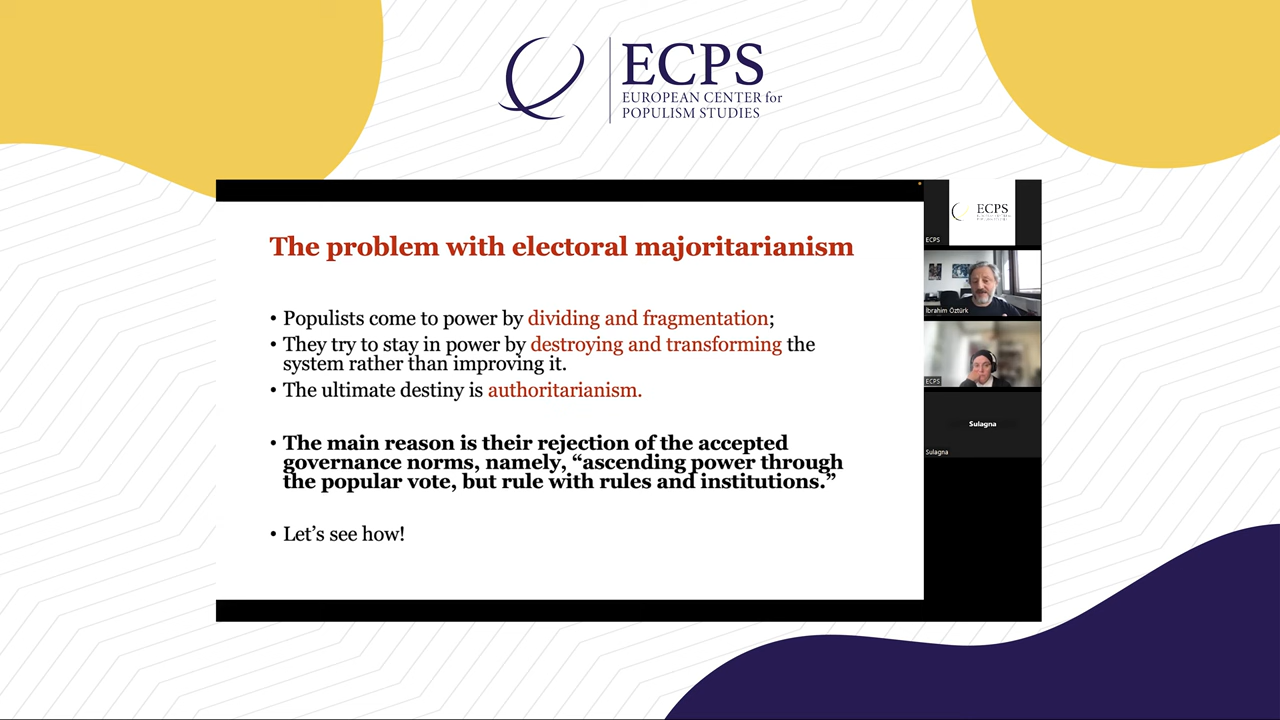 ECPS
EUROPEAN CENTER for
POPULISM STUDIES
The problem with electoral majoritarianism
• Populists come to power by dividing and fragmentation;
• They try to stay in power by destroying and transforming the
system rather than improving it.
• The ultimate destiny is authoritarianism.
• The main reason is their rejection of the accepted
governance norms, namely, “ascending power through
the popular vote, but rule with rules and institutions.”
• Let’s see how!
ECPS
ECPS
İbrahim Öztürk
ECPS
Sulagna
Sulagna